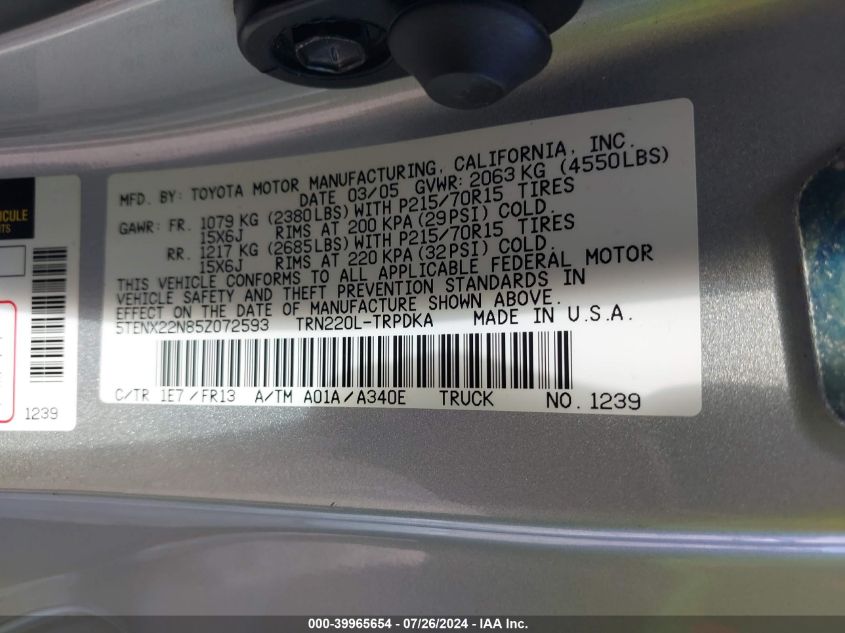 MFD. BY: TOYOTA MOTOR MANUFACTURING, CALIFORNIA, INC.
DATE 03/05 GVWR: 2063 KG (4550LBS)
GAWR: FR. 1079 KG (2380LBS) WITH P215/70R15 TIRES
15X6J RIMS AT 200 KPA (29PSI) COLD.
RR. 1217 KG (2685LBS) WITH P215/70R15 TIRES
15X6J RIMS AT 220 KPA (32PSI) COLD.
THIS VEHICLE CONFORMS TO ALL APPLICABLE FEDERAL MOTOR
VEHICLE SAFETY AND THEFT PREVENTION STANDARDS IN
EFFECT ON THE DATE OF MANUFACTURE SHOWN ABOVE.
5TENX22N85Z072593 TRN220L-TRPDKA MADE IN U.S.A.
C/TR 1E7 /FR13 A/TM A01A/A340E TRUCK NO. 1239
ICULE
TS
1239
000-39965654 / 07/26/2024 - IAA Inc.